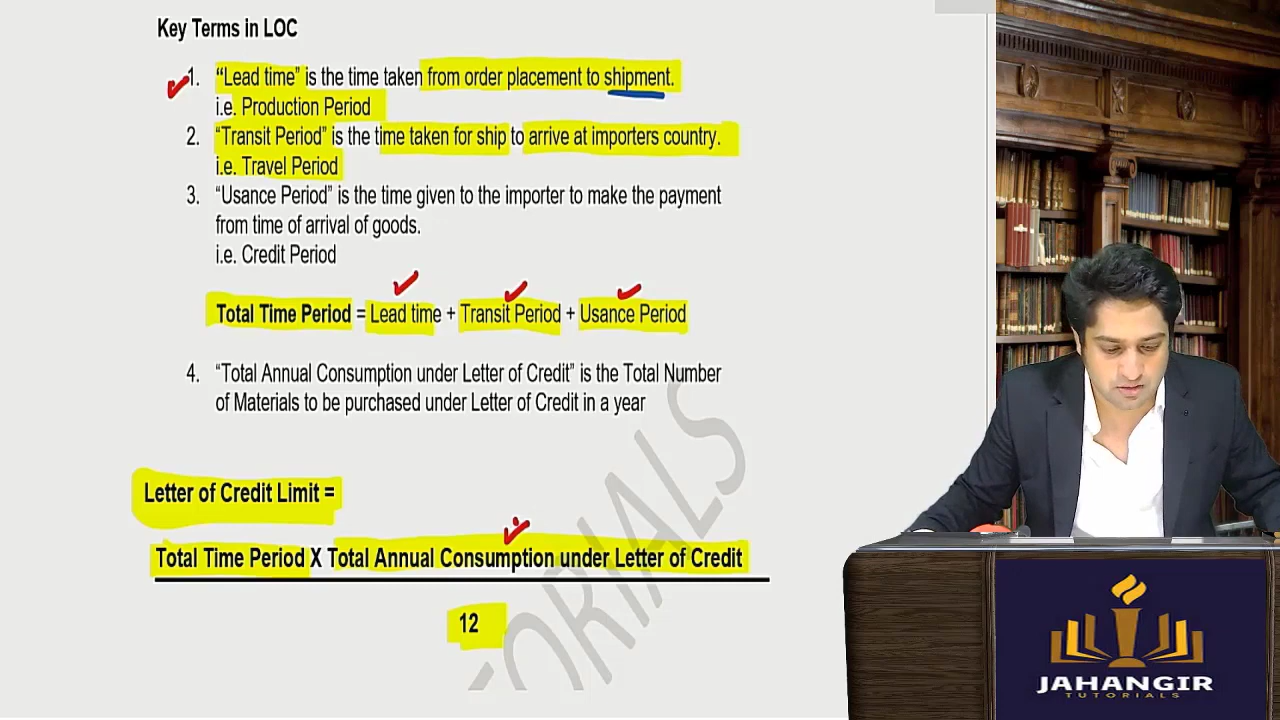 Key Terms in LOC
1. “Lead time” is the time taken from order placement to shipment.
i.e. Production Period
2. “Transit Period” is the time taken for ship to arrive at importers country.
i.e. Travel Period
3. “Usance Period” is the time given to the importer to make the payment
from time of arrival of goods.
i.e. Credit Period
Total Time Period = Lead time + Transit Period + Usance Period
4. “Total Annual Consumption under Letter of Credit” is the Total Number
of Materials to be purchased under Letter of Credit in a year
Letter of Credit Limit =
Total Time Period X Total Annual Consumption under Letter of Credit
12
TORIALS
JAHANGIR
TUTORIALS